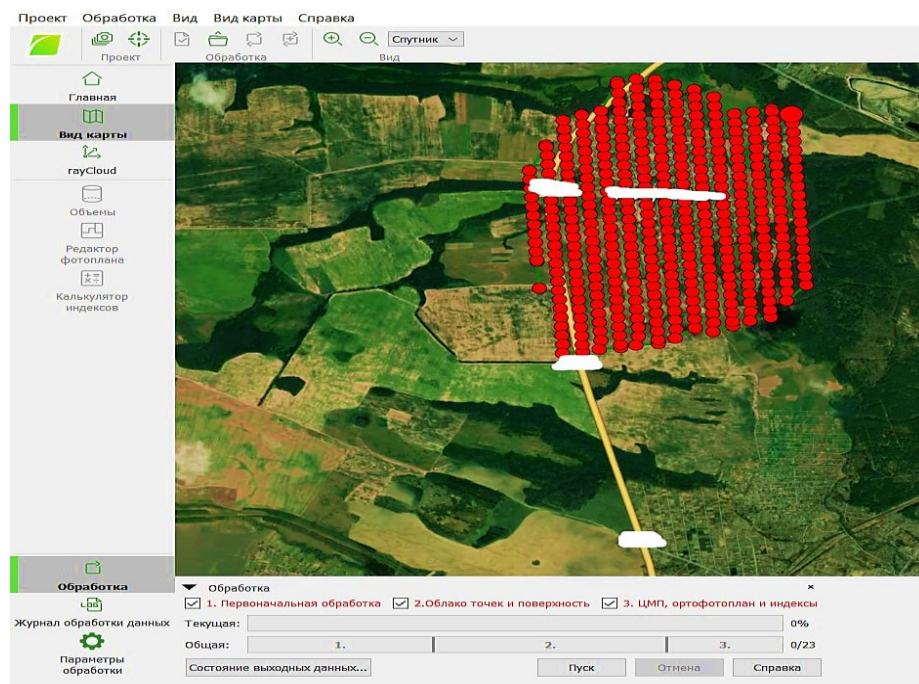 Проект Обработка Вид Вид карты Справка
Спутник
Проект Обработка Вид
Главная
Вид карты
rayCloud
Объемы
Редактор
фотоплана
Калькулятор
индексов
Обработка
Журнал обработки данных
Параметры
обработки
Обработка
1. Первоначальная обработка 2.Облако точек и поверхность 3. ЦМП, ортофотоплан и индексы
Текущая: 0%
Общая: 1. 2. 3. 0/23
Состояние выходных данных... Пуск Отмена Справка